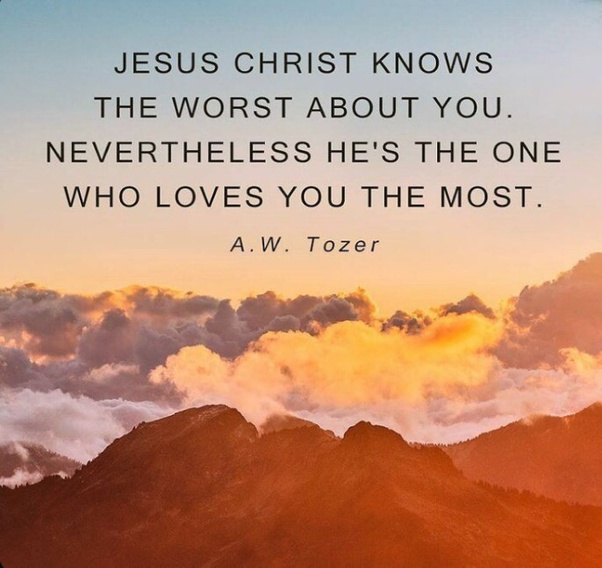 JESUS CHRIST KNOWS
THE WORST ABOUT YOU.
NEVERTHELESS HE'S THE ONE
WHO LOVES YOU THE MOST.
A.W. Tozer